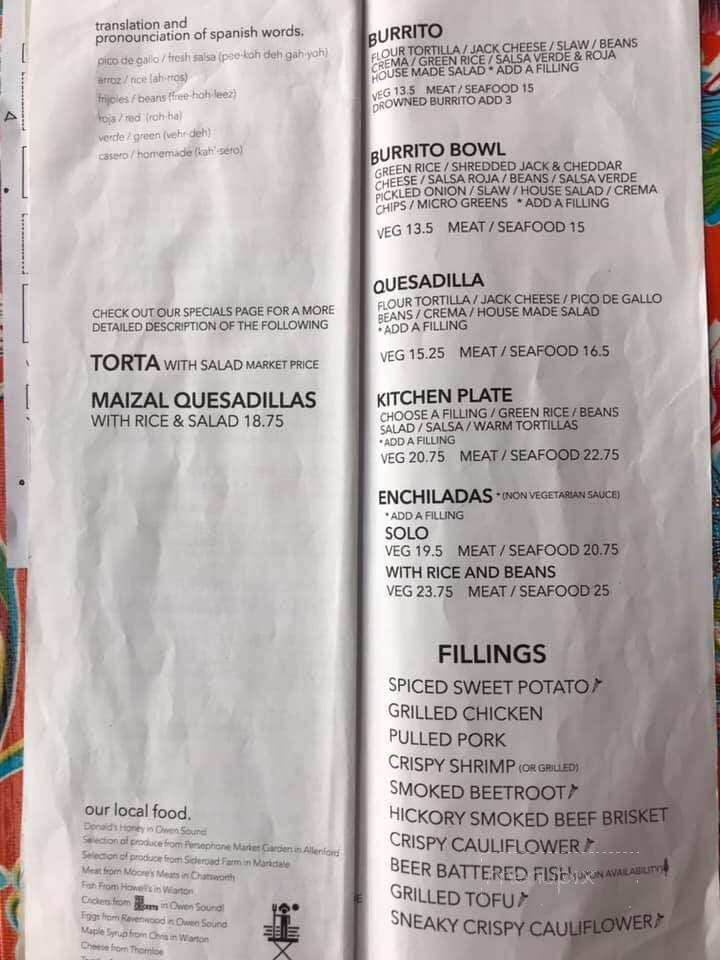 translation and
pronounciation of spanish words.
pico de gallo / fresh salsa (pee-koh deh gah-yoh)
arroz / rice (ah-rros)
frijoles / beans (free-hoh-leez)
roja / red (roh-ha)
verde / green (vehr-deh)
casero / homemade (kah'-sero)
CHECK OUT OUR SPECIALS PAGE FOR A MORE
DETAILED DESCRIPTION OF THE FOLLOWING
TORTA WITH SALAD MARKET PRICE
MAIZAL QUESADILLAS
WITH RICE & SALAD 18.75
our local food.
Donald's Honey in Owen Sound
Selection of produce from Persephone Market Garden in Allenford
Selection of produce from Sideroad Farm in Markdale
Meat from Moore's Meats in Chatsworth
Fish From Howell's in Wiarton
Crickets from in Owen Sound!
Eggs from Ravenwood in Owen Sound
Maple Syrup from Chris in Wiarton
Cheese from Thornloe
BURRITO
FLOUR TORTILLA / JACK CHEESE / SLAW / BEANS
CREMA / GREEN RICE / SALSA VERDE & ROJA
HOUSE MADE SALAD * ADD A FILLING
VEG 13.5 MEAT / SEAFOOD 15
DROWNED BURRITO ADD 3
BURRITO BOWL
GREEN RICE / SHREDDED JACK & CHEDDAR
CHEESE / SALSA ROJA / BEANS / SALSA VERDE
PICKLED ONION / SLAW / HOUSE SALAD / CREMA
CHIPS / MICRO GREENS * ADD A FILLING
VEG 13.5 MEAT / SEAFOOD 15
QUESADILLA
FLOUR TORTILLA / JACK CHEESE / PICO DE GALLO
BEANS / CREMA / HOUSE MADE SALAD
* ADD A FILLING
VEG 15.25 MEAT / SEAFOOD 16.5
KITCHEN PLATE
CHOOSE A FILLING / GREEN RICE / BEANS
SALAD / SALSA / WARM TORTILLAS
* ADD A FILLING
VEG 20.75 MEAT / SEAFOOD 22.75
ENCHILADAS * (NON VEGETARIAN SAUCE)
* ADD A FILLING
SOLO
VEG 19.5 MEAT / SEAFOOD 20.75
WITH RICE AND BEANS
VEG 23.75 MEAT / SEAFOOD 25
FILLINGS
SPICED SWEET POTATO
GRILLED CHICKEN
PULLED PORK
CRISPY SHRIMP (OR GRILLED)
SMOKED BEETROOT
HICKORY SMOKED BEEF BRISKET
CRISPY CAULIFLOWER
BEER BATTERED FISH (UPON AVAILABILITY)
GRILLED TOFU
SNEAKY CRISPY CAULIFLOWER